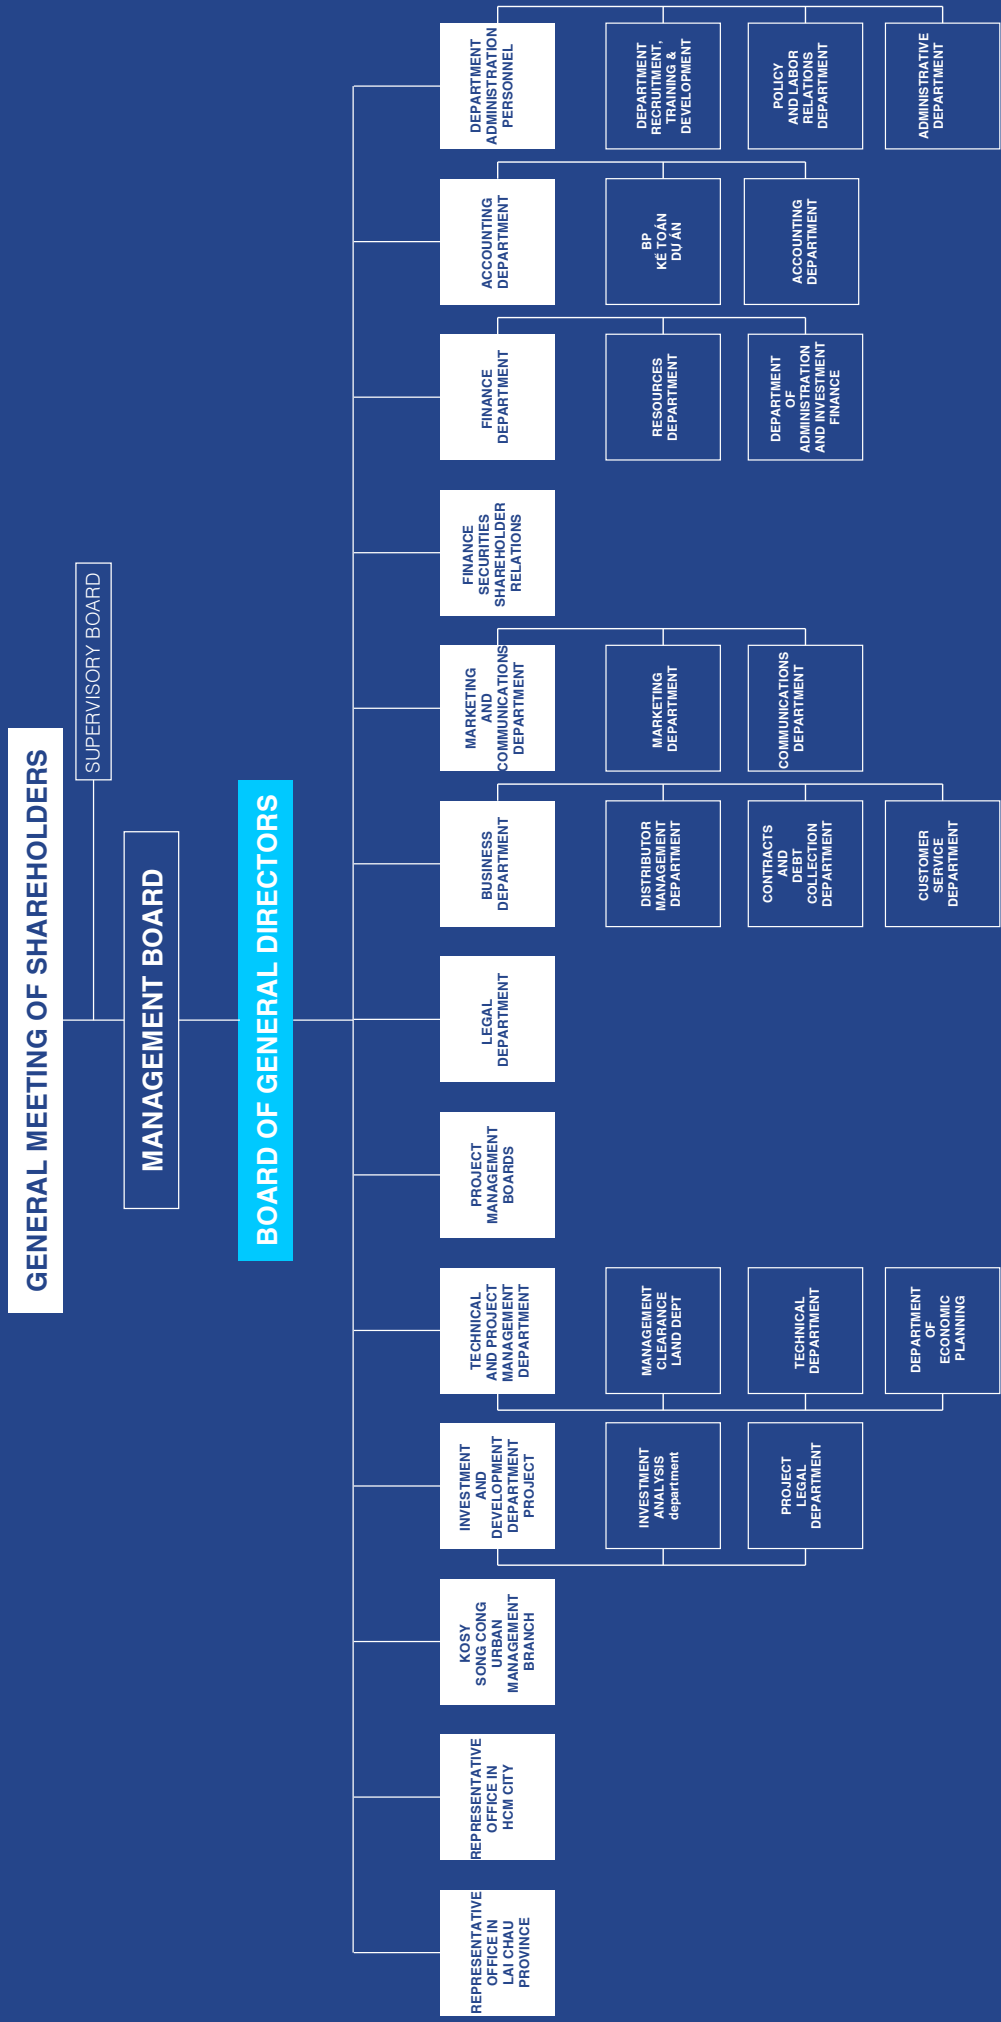 GENERAL MEETING OF SHAREHOLDERS
SUPERVISORY BOARD
MANAGEMENT BOARD
BOARD OF GENERAL DIRECTORS
REPRESENTATIVE
OFFICE IN
LAI CHAU
PROVINCE
REPRESENTATIVE
OFFICE IN
HCM CITY
KOSY
SONG CONG
URBAN
MANAGEMENT
BRANCH
INVESTMENT
AND
DEVELOPMENT
DEPARTMENT
PROJECT
TECHNICAL
AND PROJECT
MANAGEMENT
DEPARTMENT
PROJECT
MANAGEMENT
BOARDS
LEGAL
DEPARTMENT
BUSINESS
DEPARTMENT
MARKETING
AND
COMMUNICATIONS
DEPARTMENT
FINANCE
SECURITIES
SHAREHOLDER
RELATIONS
FINANCE
DEPARTMENT
ACCOUNTING
DEPARTMENT
DEPARTMENT
ADMINISTRATION
PERSONNEL
INVESTMENT
ANALYSIS
department
MANAGEMENT
CLEARANCE
LAND DEPT
DISTRIBUTOR
MANAGEMENT
DEPARTMENT
MARKETING
DEPARTMENT
RESOURCES
DEPARTMENT
BP
KẾ TOÁN
DỰ ÁN
DEPARTMENT
RECRUITMENT,
TRAINING &
DEVELOPMENT
PROJECT
LEGAL
DEPARTMENT
TECHNICAL
DEPARTMENT
CONTRACTS
AND
DEBT
COLLECTION
DEPARTMENT
COMMUNICATIONS
DEPARTMENT
DEPARTMENT
OF
ADMINISTRATION
AND INVESTMENT
FINANCE
ACCOUNTING
DEPARTMENT
POLICY
AND LABOR
RELATIONS
DEPARTMENT
DEPARTMENT
OF
ECONOMIC
PLANNING
CUSTOMER
SERVICE
DEPARTMENT
ADMINISTRATIVE
DEPARTMENT